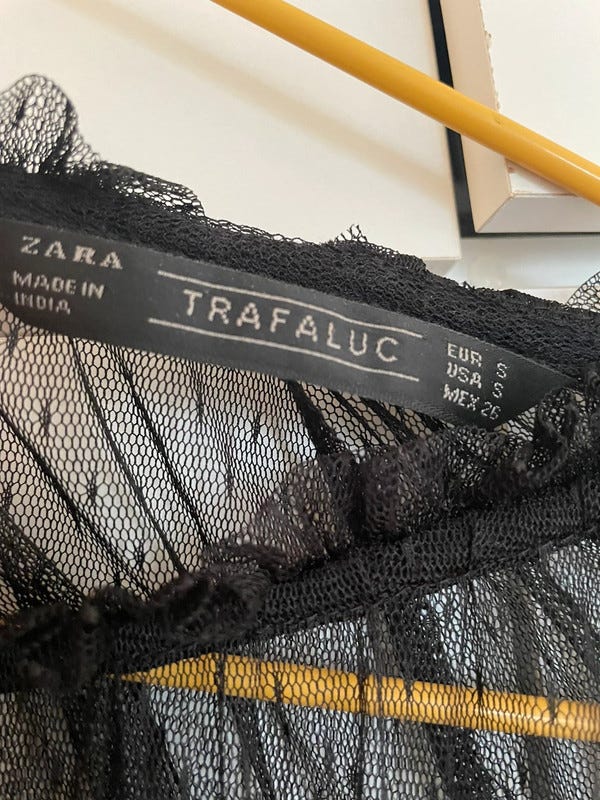 ZARA
MADE IN
INDIA
TRAFALUC
EUR S
USA S
MEX 26